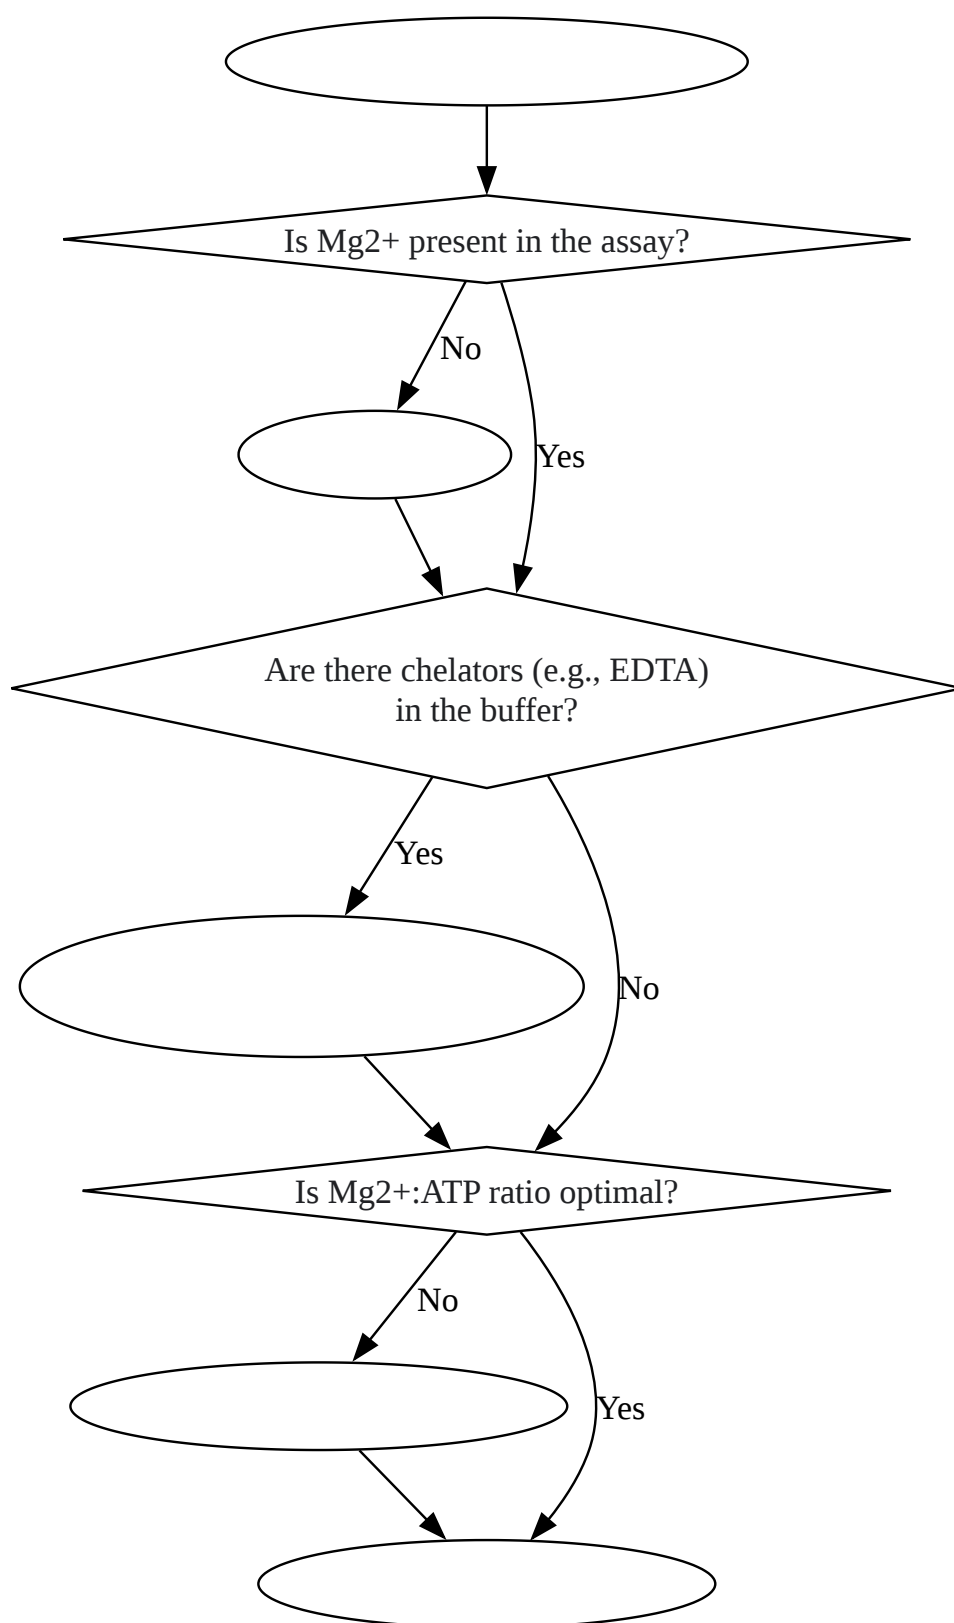 Is Mg2+ present in the assay?
No
Yes
Are there chelators (e.g., EDTA)
in the buffer?
Yes
No
Is Mg2+:ATP ratio optimal?
No
Yes